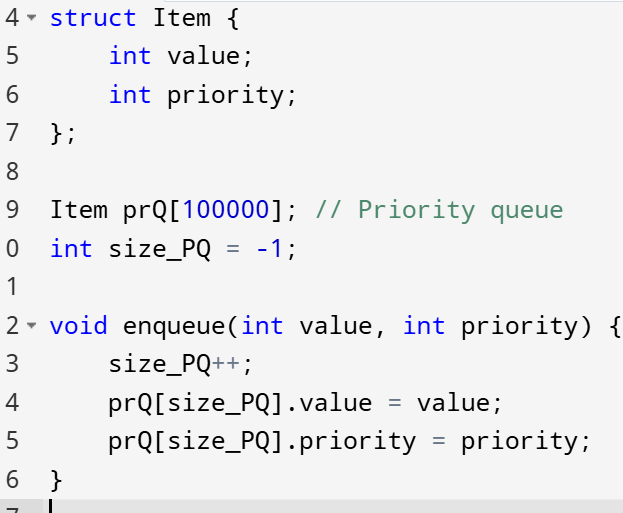 4 struct Item {
5     int value;
6     int priority;
7 };
8
9 Item prQ[100000]; // Priority queue
0 int size_PQ = -1;
1
2 void enqueue(int value, int priority) {
3     size_PQ++;
4     prQ[size_PQ].value = value;
5     prQ[size_PQ].priority = priority;
6 }
7